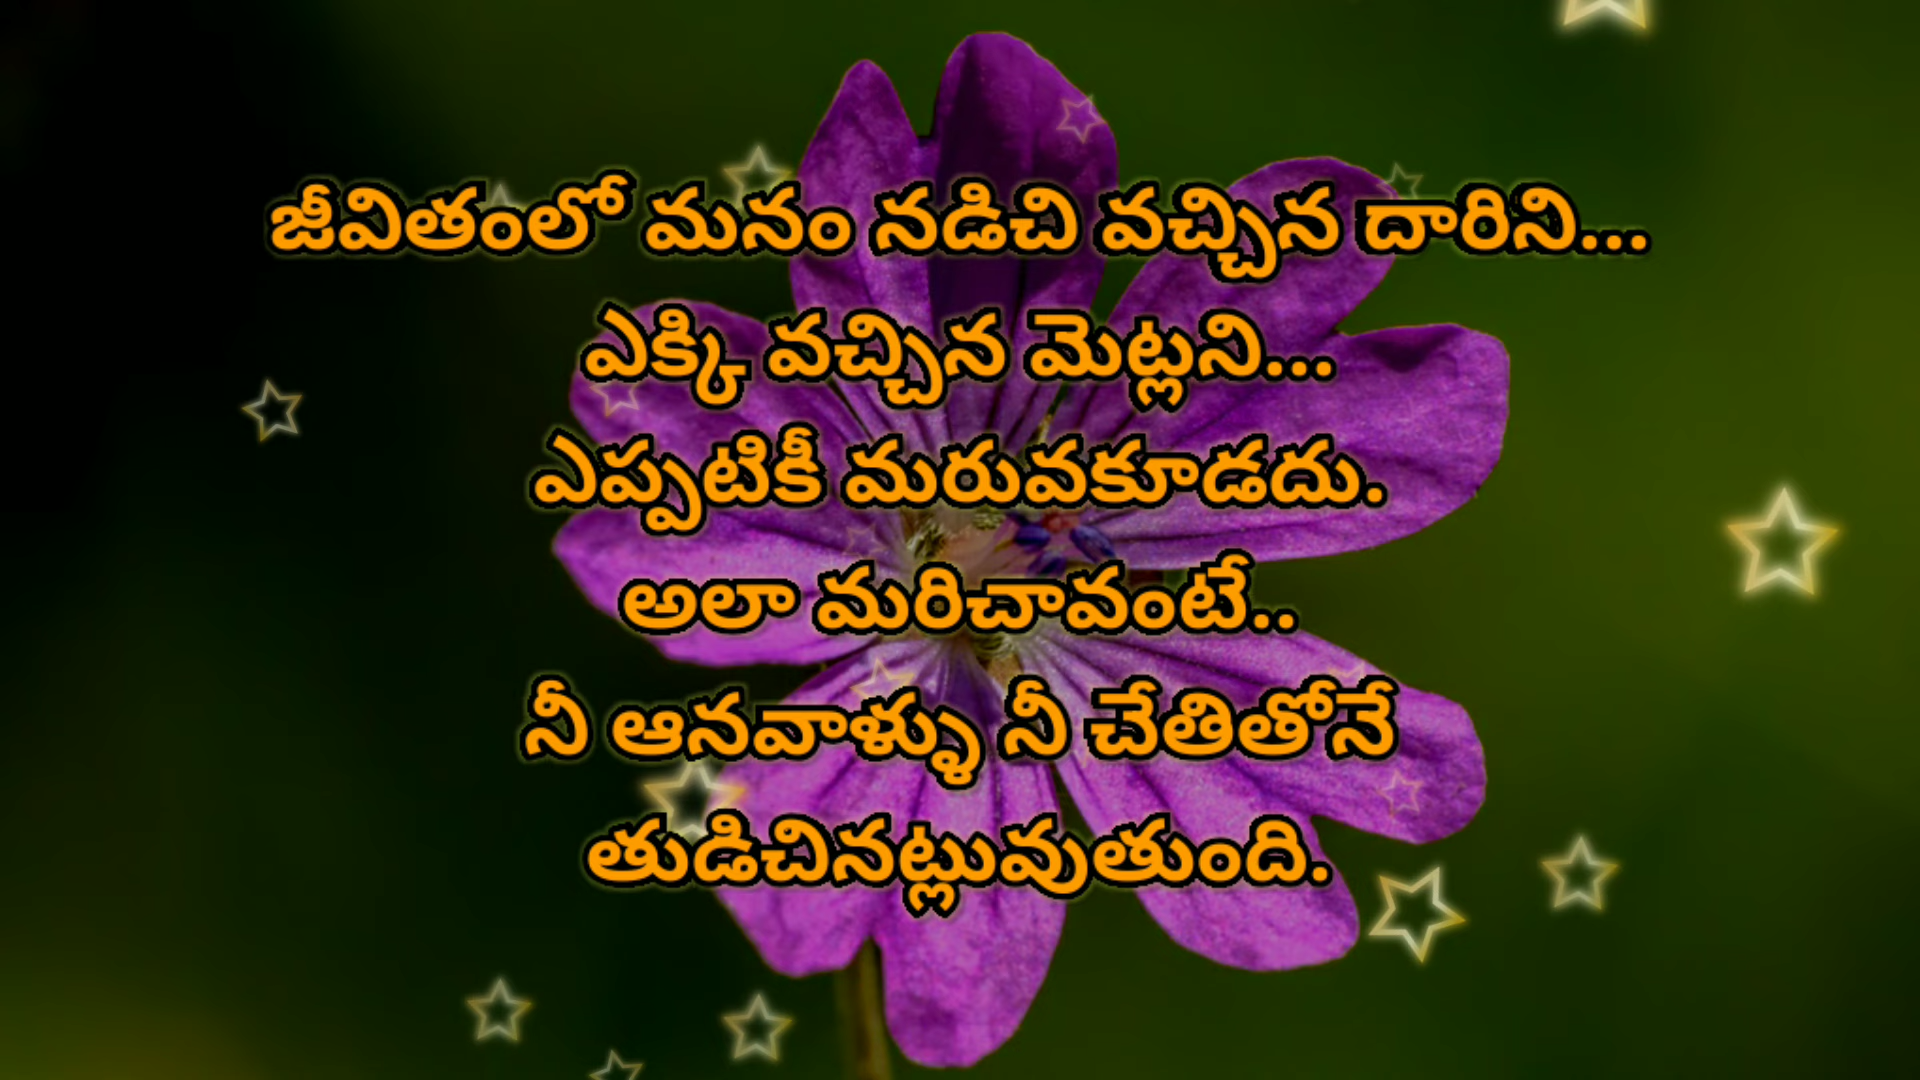 జీవితంలో మనం నడిచి వచ్చిన దారిని...
ఎక్కి వచ్చిన మెట్లని...
ఎప్పటికీ మరువకూడదు.
అలా మరిచావంటే..
నీ ఆనవాళ్ళు నీ చేతితోనే
తుడిచినట్లువుతుంది.